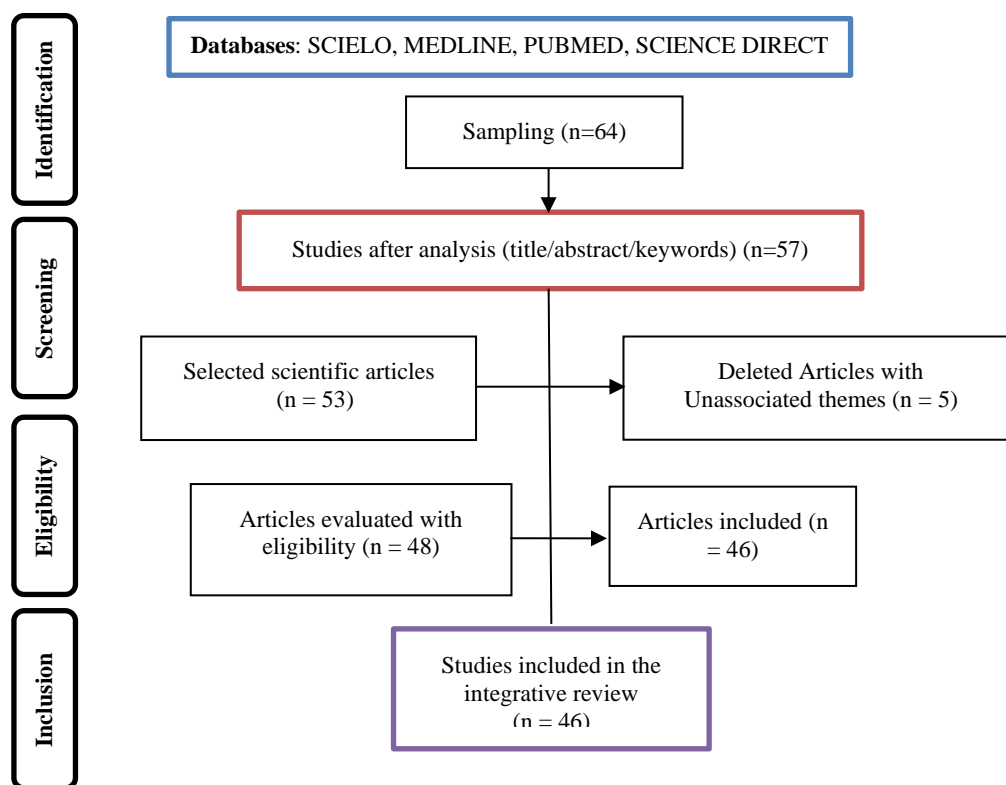 Identification
Databases: SCIELO, MEDLINE, PUBMED, SCIENCE DIRECT
Sampling (n=64)
Screening
Studies after analysis (title/abstract/keywords) (n=57)
Selected scientific articles
(n = 53)
Deleted Articles with
Unassociated themes (n = 5)
Eligibility
Articles evaluated with
eligibility (n = 48)
Articles included (n
= 46)
Inclusion
Studies included in the
integrative review
(n = 46)